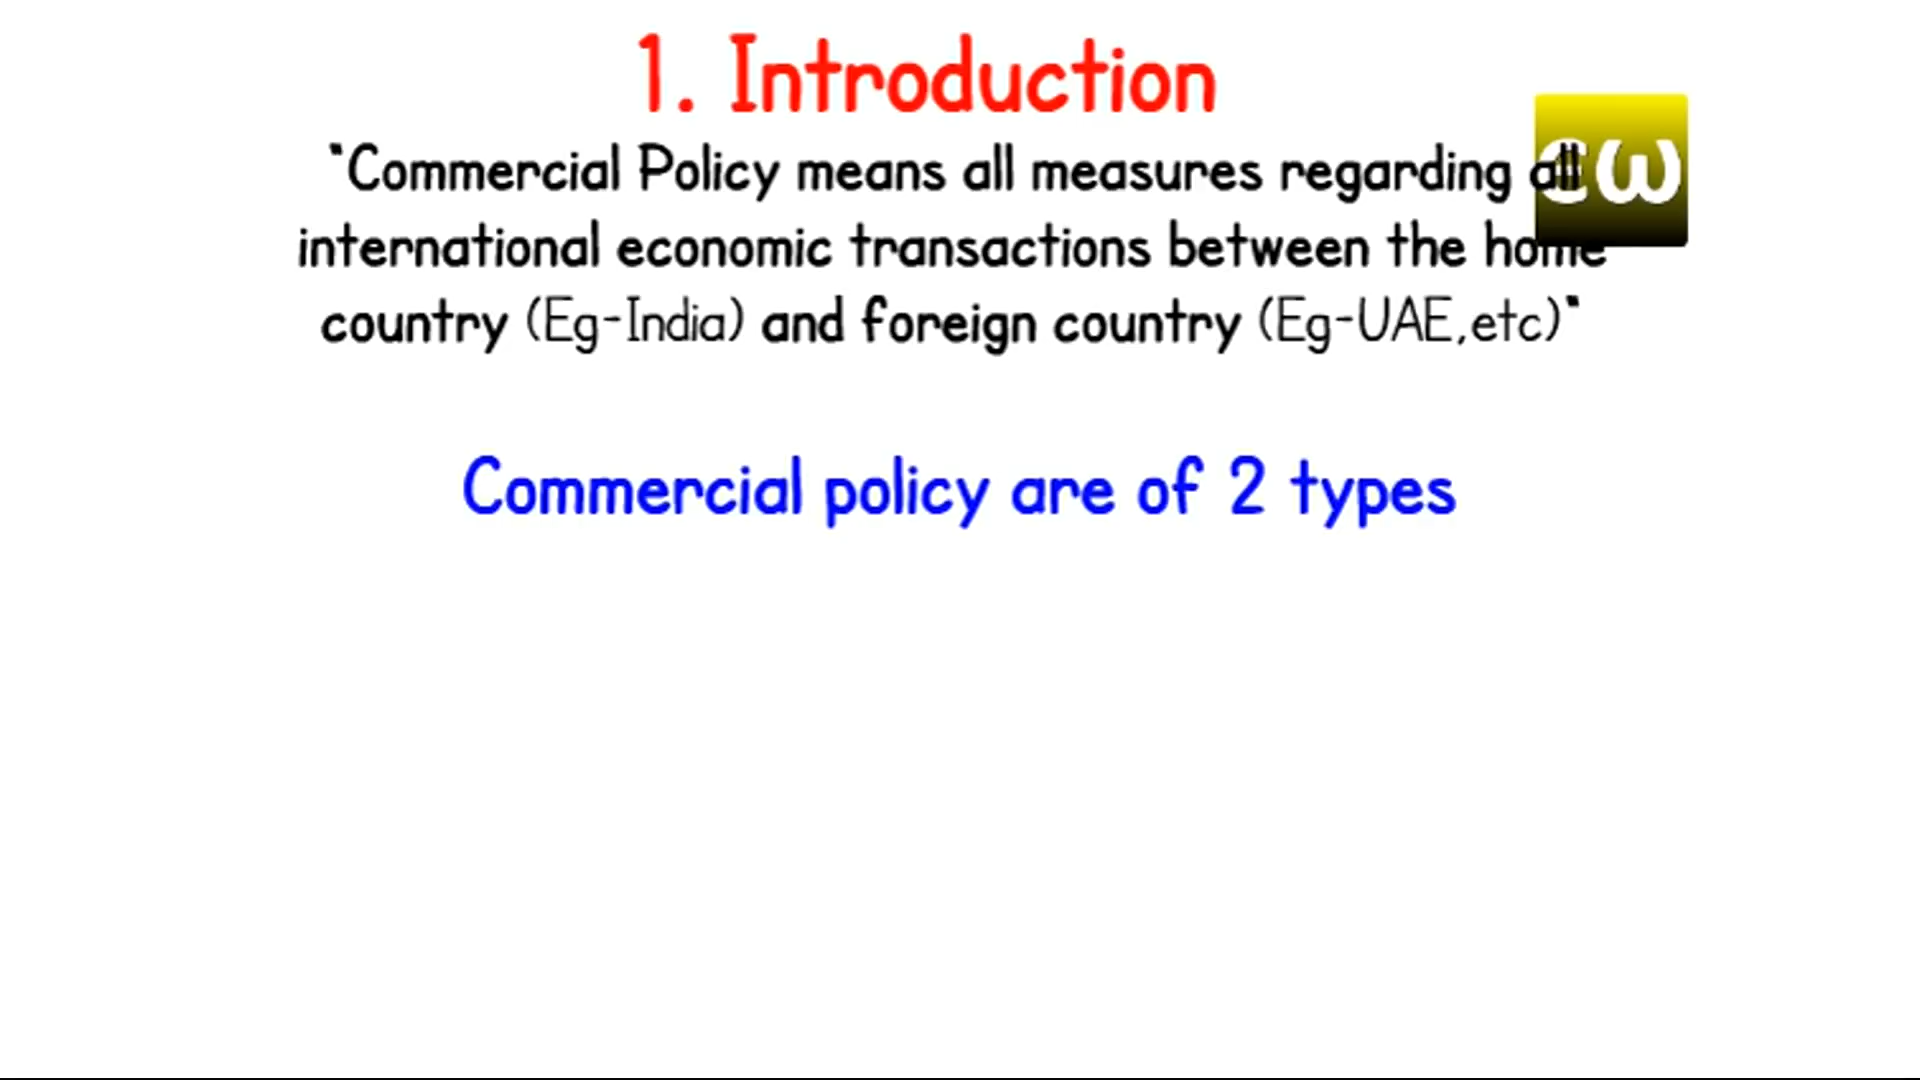 1. Introduction
"Commercial Policy means all measures regarding all
international economic transactions between the home
country (Eg-India) and foreign country (Eg-UAE,etc)"
Commercial policy are of 2 types